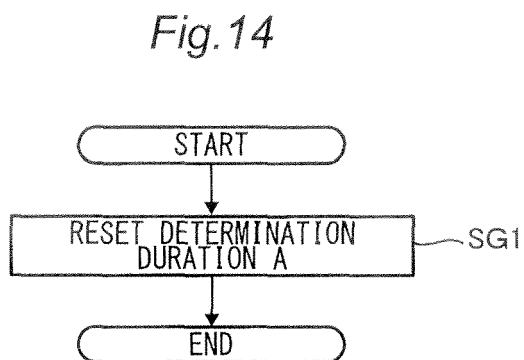 Fig.14
START
RESET DETERMINATION
DURATION A
SG1
END